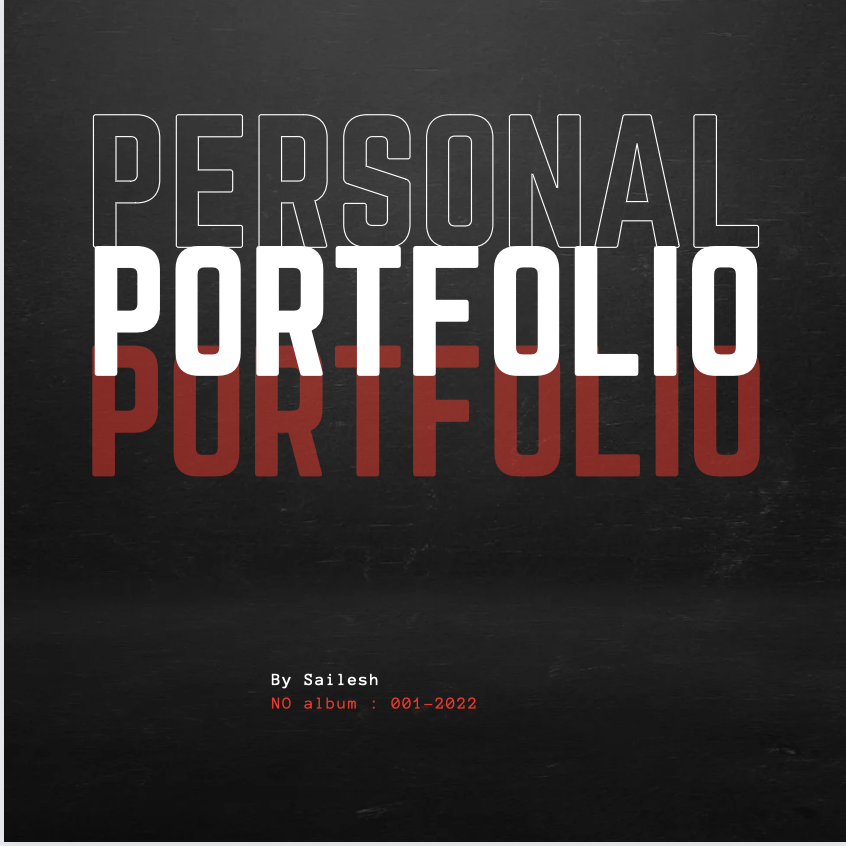 PERSONAL
PORTFOLIO
PORTFOLIO
By Sailesh
NO album : 001-2022